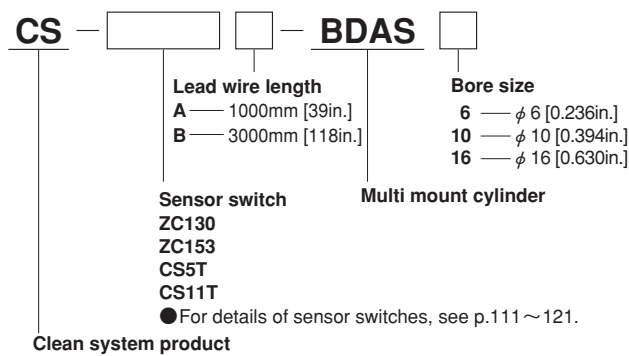 CS — — BDAS
Lead wire length
A — 1000mm [39in.]
B — 3000mm [118in.]
Bore size
6 — φ 6 [0.236in.]
10 — φ 10 [0.394in.]
16 — φ 16 [0.630in.]
Sensor switch
ZC130
ZC153
CS5T
CS11T
●For details of sensor switches, see p.111～121.
Multi mount cylinder
Clean system product